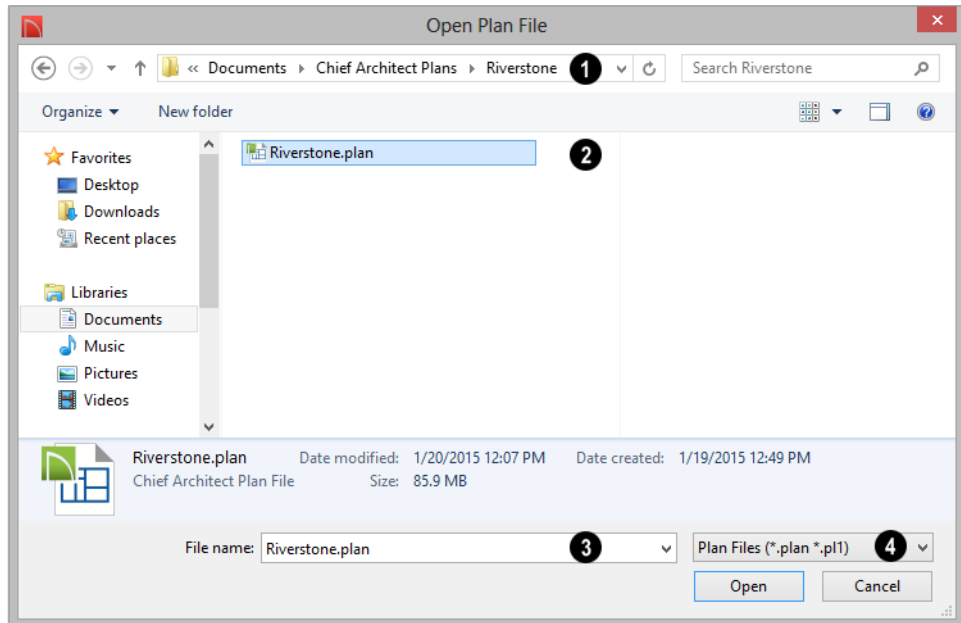 Open Plan File
« Documents Chief Architect Plans Riverstone 1 Search Riverstone
Organize New folder
Favorites
Desktop
Downloads
Recent places
Libraries
Documents
Music
Pictures
Videos
Riverstone.plan 2
Riverstone.plan Date modified: 1/20/2015 12:07 PM Date created: 1/19/2015 12:49 PM
Chief Architect Plan File Size: 85.9 MB
File name: Riverstone.plan 3 Plan Files (*.plan *.pl1) 4
Open Cancel